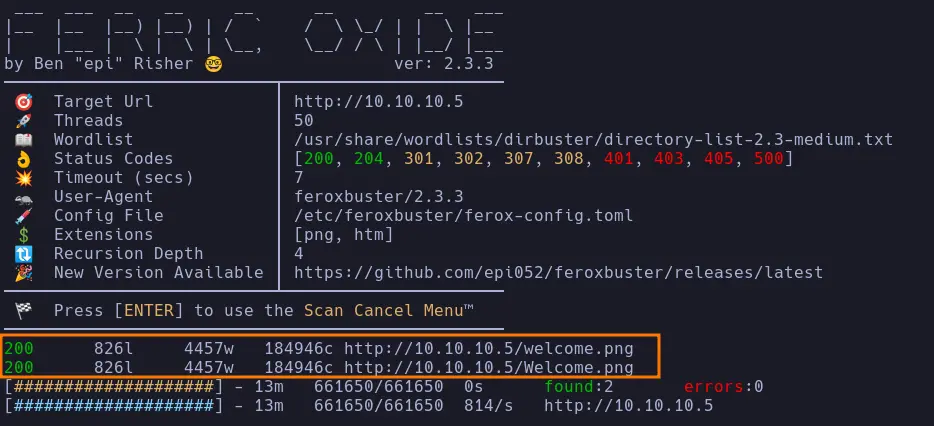 FERRIC OXIDE
by Ben "epi" Risher 🤓 ver: 2.3.3
🎯 Target Url │ http://10.10.10.5
🚀 Threads │ 50
📖 Wordlist │ /usr/share/wordlists/dirbuster/directory-list-2.3-medium.txt
👌 Status Codes │ [200, 204, 301, 302, 307, 308, 401, 403, 405, 500]
💥 Timeout (secs) │ 7
🦡 User-Agent │ feroxbuster/2.3.3
💉 Config File │ /etc/feroxbuster/ferox-config.toml
💲 Extensions │ [png, htm]
🔃 Recursion Depth │ 4
🎉 New Version Available │ https://github.com/epi052/feroxbuster/releases/latest
🏁 Press [ENTER] to use the Scan Cancel Menu™
200 826l 4457w 184946c http://10.10.10.5/welcome.png
200 826l 4457w 184946c http://10.10.10.5/Welcome.png
[####################] - 13m 661650/661650 0s found:2 errors:0
[####################] - 13m 661650/661650 814/s http://10.10.10.5